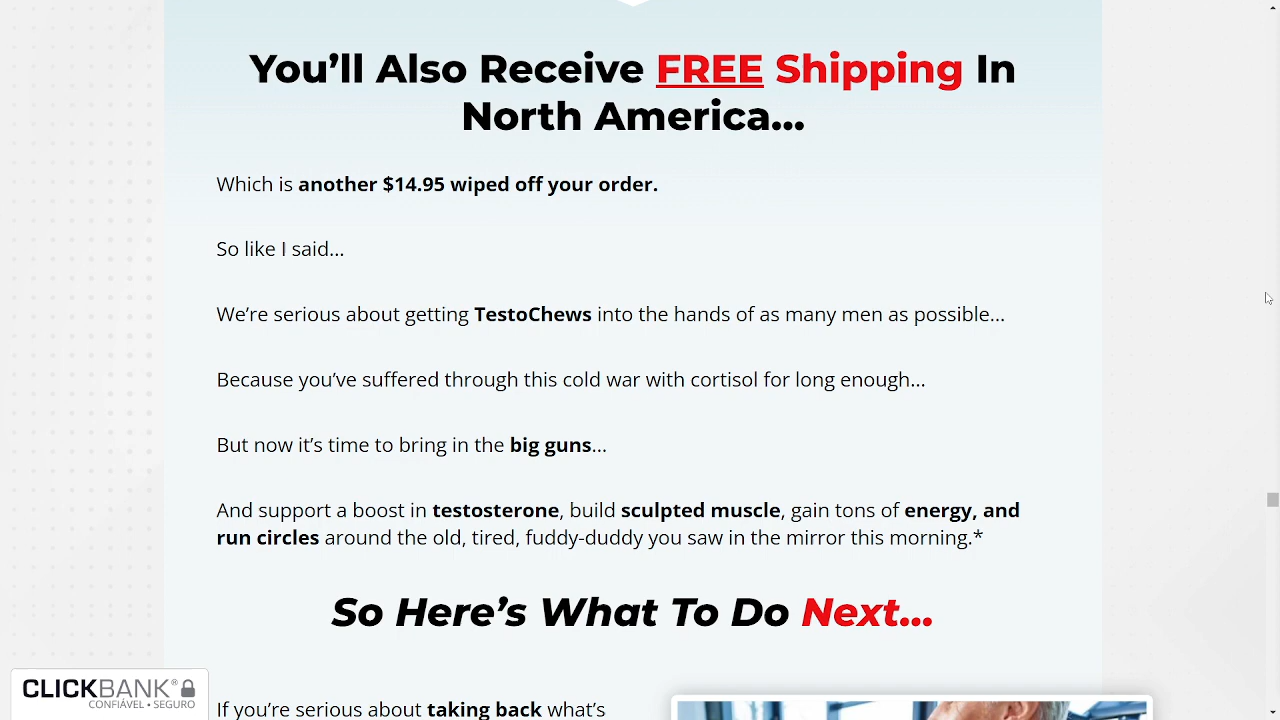 You’ll Also Receive FREE Shipping In
North America...
Which is another $14.95 wiped off your order.
So like I said...
We’re serious about getting TestoChews into the hands of as many men as possible...
Because you’ve suffered through this cold war with cortisol for long enough...
But now it’s time to bring in the big guns...
And support a boost in testosterone, build sculpted muscle, gain tons of energy, and
run circles around the old, tired, fuddy-duddy you saw in the mirror this morning.*
So Here’s What To Do Next...
CLICKBANK®
CONFIÁVEL • SEGURO
If you’re serious about taking back what’s